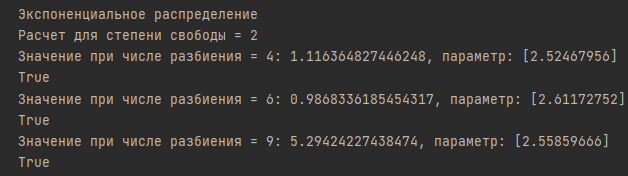 Экспоненциальное распределение
Расчет для степени свободы = 2
Значение при числе разбиения = 4: 1.116364827446248, параметр: [2.52467956]
True
Значение при числе разбиения = 6: 0.9868336185454317, параметр: [2.61172752]
True
Значение при числе разбиения = 9: 5.29424227438474, параметр: [2.55859666]
True